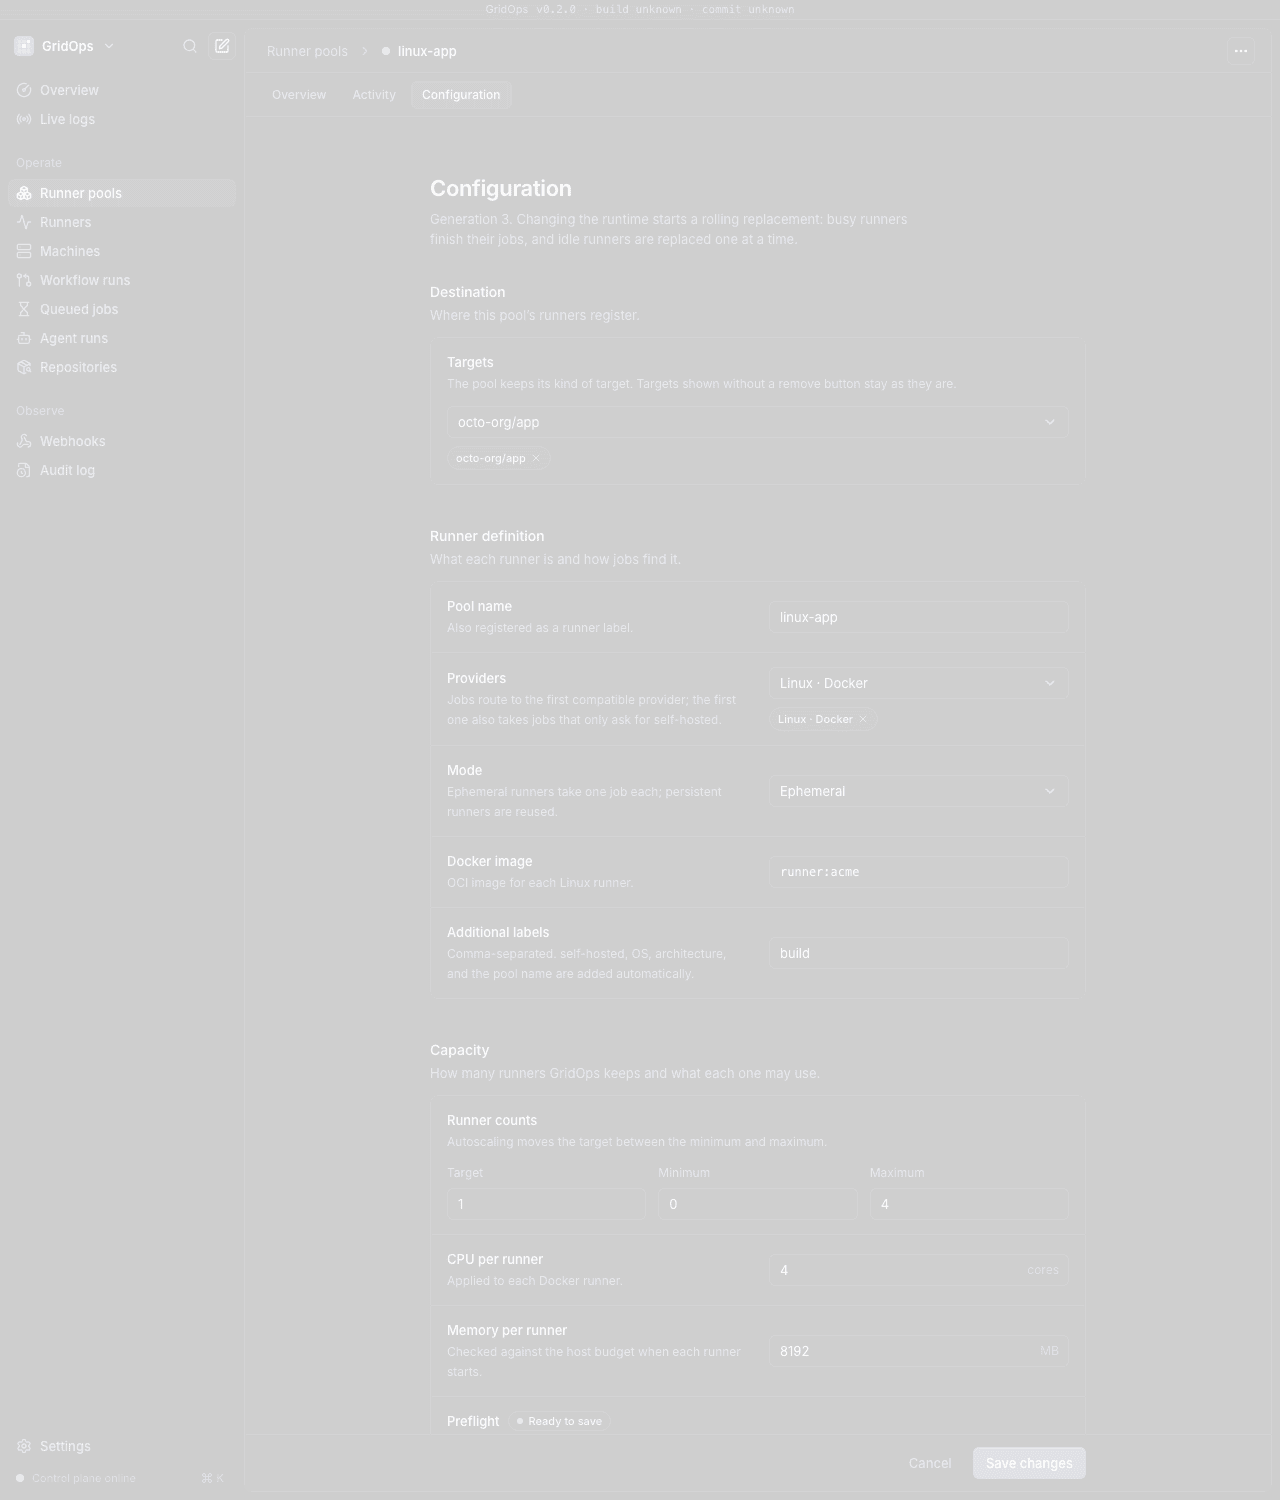 GridOps v0.2.0 · build unknown · commit unknown
GridOps
Overview
Live logs
Operate
Runner pools
Runners
Machines
Workflow runs
Queued jobs
Agent runs
Repositories
Observe
Webhooks
Audit log
Settings
Control plane online
⌘ K
Runner pools
linux-app
Overview
Activity
Configuration
Configuration
Generation 3. Changing the runtime starts a rolling replacement: busy runners
finish their jobs, and idle runners are replaced one at a time.
Destination
Where this pool's runners register.
Targets
The pool keeps its kind of target. Targets shown without a remove button stay as they are.
octo-org/app
octo-org/app
Runner definition
What each runner is and how jobs find it.
Pool name
Also registered as a runner label.
linux-app
Providers
Jobs route to the first compatible provider; the first
one also takes jobs that only ask for self-hosted.
Linux · Docker
Linux · Docker
Mode
Ephemeral runners take one job each; persistent
runners are reused.
Ephemeral
Docker image
OCI image for each Linux runner.
runner:acme
Additional labels
Comma-separated. self-hosted, OS, architecture,
and the pool name are added automatically.
build
Capacity
How many runners GridOps keeps and what each one may use.
Runner counts
Autoscaling moves the target between the minimum and maximum.
Target
Minimum
Maximum
1
0
4
CPU per runner
Applied to each Docker runner.
4
cores
Memory per runner
Checked against the host budget when each runner
starts.
8192
MB
Preflight
Ready to save
Cancel
Save changes